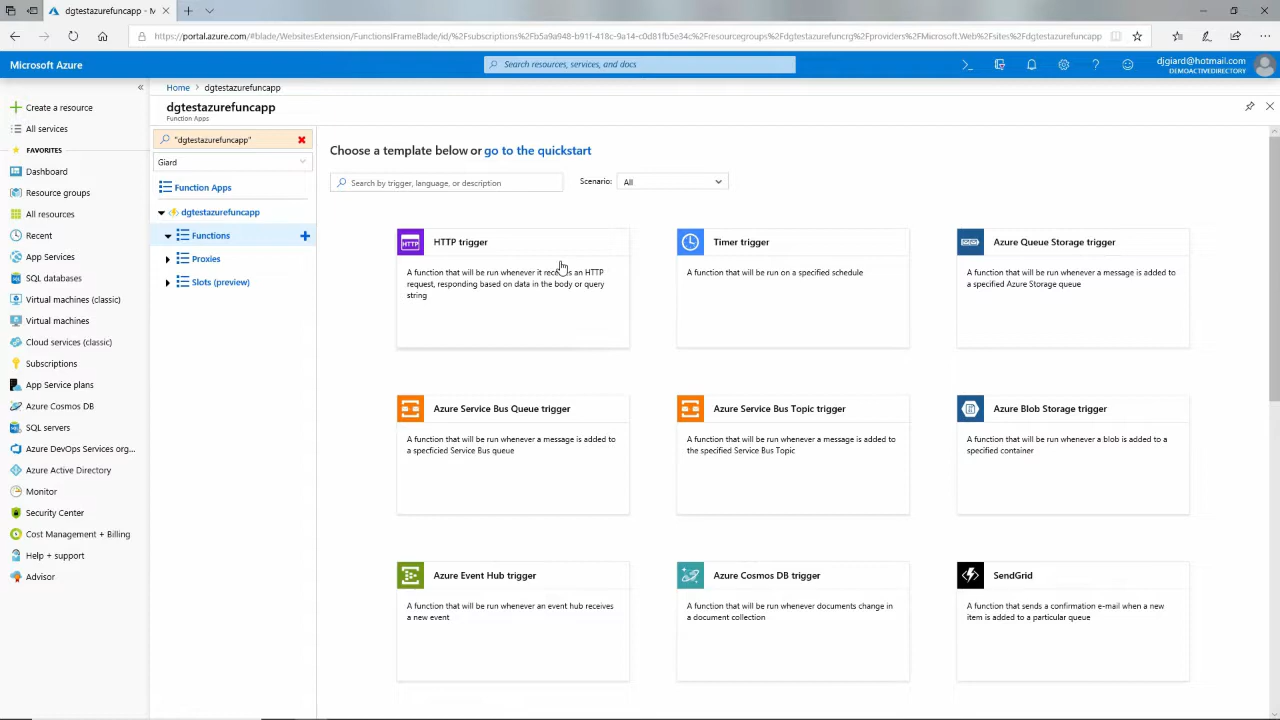 dgtestazurefuncapp - M
https://portal.azure.com/#blade/WebsitesExtension/FunctionsIFrameBlade/id/%2Fsubscriptions%2Fb5a9a948-b91f-418c-9a14-c0d81fb5e34c%2Fresourcegroups%2Fdgtestazurefuncrg%2Fproviders%2FMicrosoft.Web%2Fsites%2Fdgtestazurefuncapp
Microsoft Azure
Search resources, services, and docs
djgiard@hotmail.com
DEMOACTIVEDIRECTORY
Create a resource
All services
FAVORITES
Dashboard
Resource groups
All resources
Recent
App Services
SQL databases
Virtual machines (classic)
Virtual machines
Cloud services (classic)
Subscriptions
App Service plans
Azure Cosmos DB
SQL servers
Azure DevOps Services org...
Azure Active Directory
Monitor
Security Center
Cost Management + Billing
Help + support
Advisor
Home
dgtestazurefuncapp
dgtestazurefuncapp
Function Apps
"dgtestazurefuncapp"
Giard
Function Apps
dgtestazurefuncapp
Functions
Proxies
Slots (preview)
Choose a template below or go to the quickstart
Search by trigger, language, or description
Scenario: All
HTTP
HTTP trigger
A function that will be run whenever it receives an HTTP
request, responding based on data in the body or query
string
Timer trigger
A function that will be run on a specified schedule
Azure Queue Storage trigger
A function that will be run whenever a message is added to
a specified Azure Storage queue
Azure Service Bus Queue trigger
A function that will be run whenever a message is added to
a specficied Service Bus queue
Azure Service Bus Topic trigger
A function that will be run whenever a message is added to
the specified Service Bus Topic
Azure Blob Storage trigger
A function that will be run whenever a blob is added to a
specified container
Azure Event Hub trigger
A function that will be run whenever an event hub receives
a new event
Azure Cosmos DB trigger
A function that will be run whenever documents change in
a document collection
SendGrid
A function that sends a confirmation e-mail when a new
item is added to a particular queue